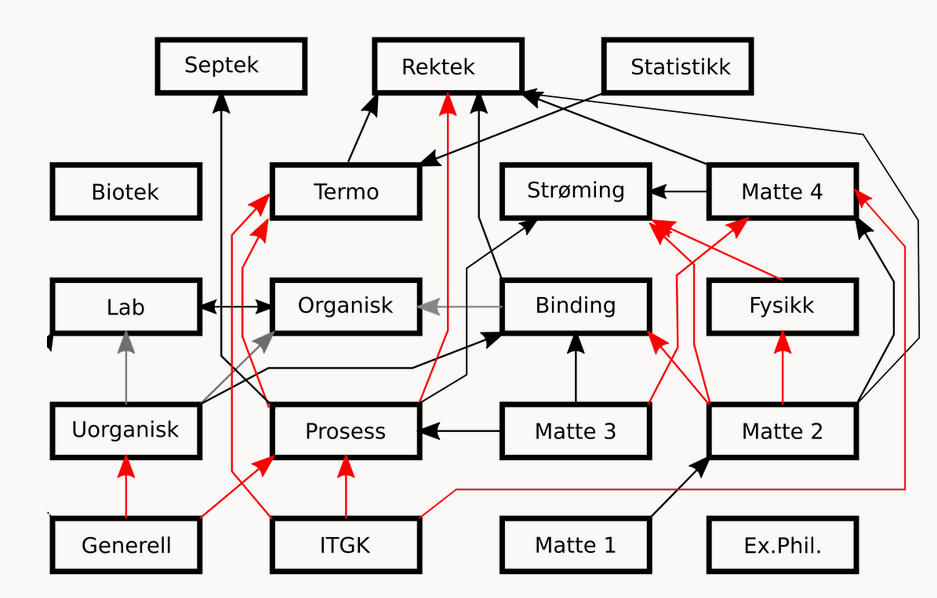 Septek
Rektek
Statistikk
Biotek
Termo
Strøming
Matte 4
Lab
Organisk
Binding
Fysikk
Uorganisk
Prosess
Matte 3
Matte 2
Generell
ITGK
Matte 1
Ex.Phil.